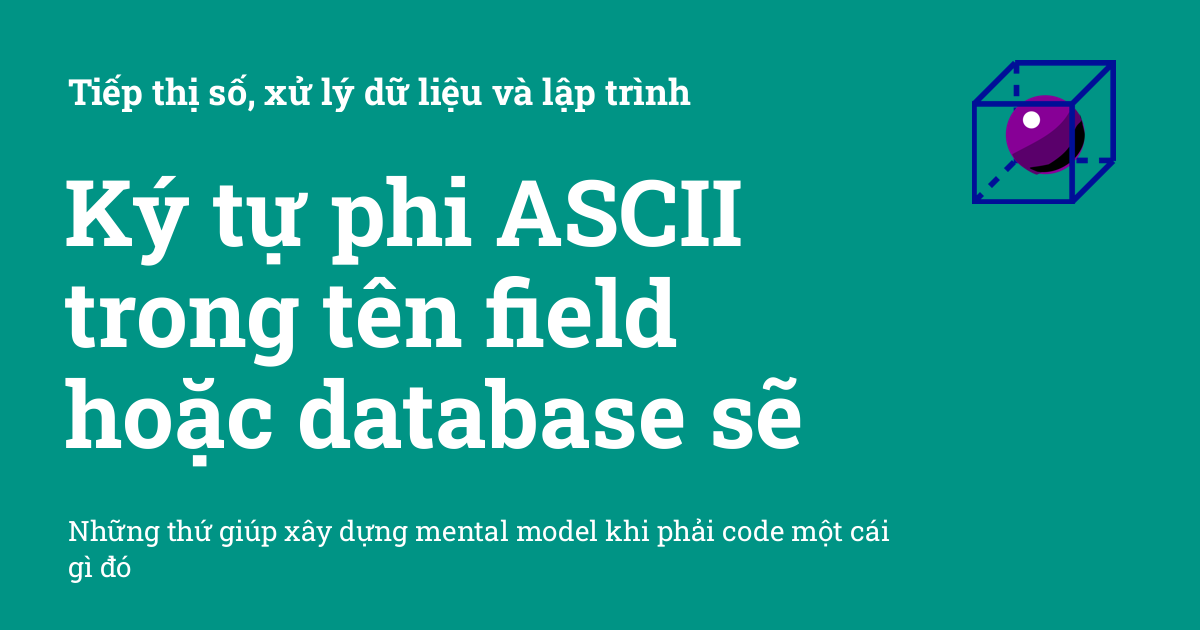 Tiếp thị số, xử lý dữ liệu và lập trình
Ký tự phi ASCII
trong tên field
hoặc database sẽ
Những thứ giúp xây dựng mental model khi phải code một cái
gì đó